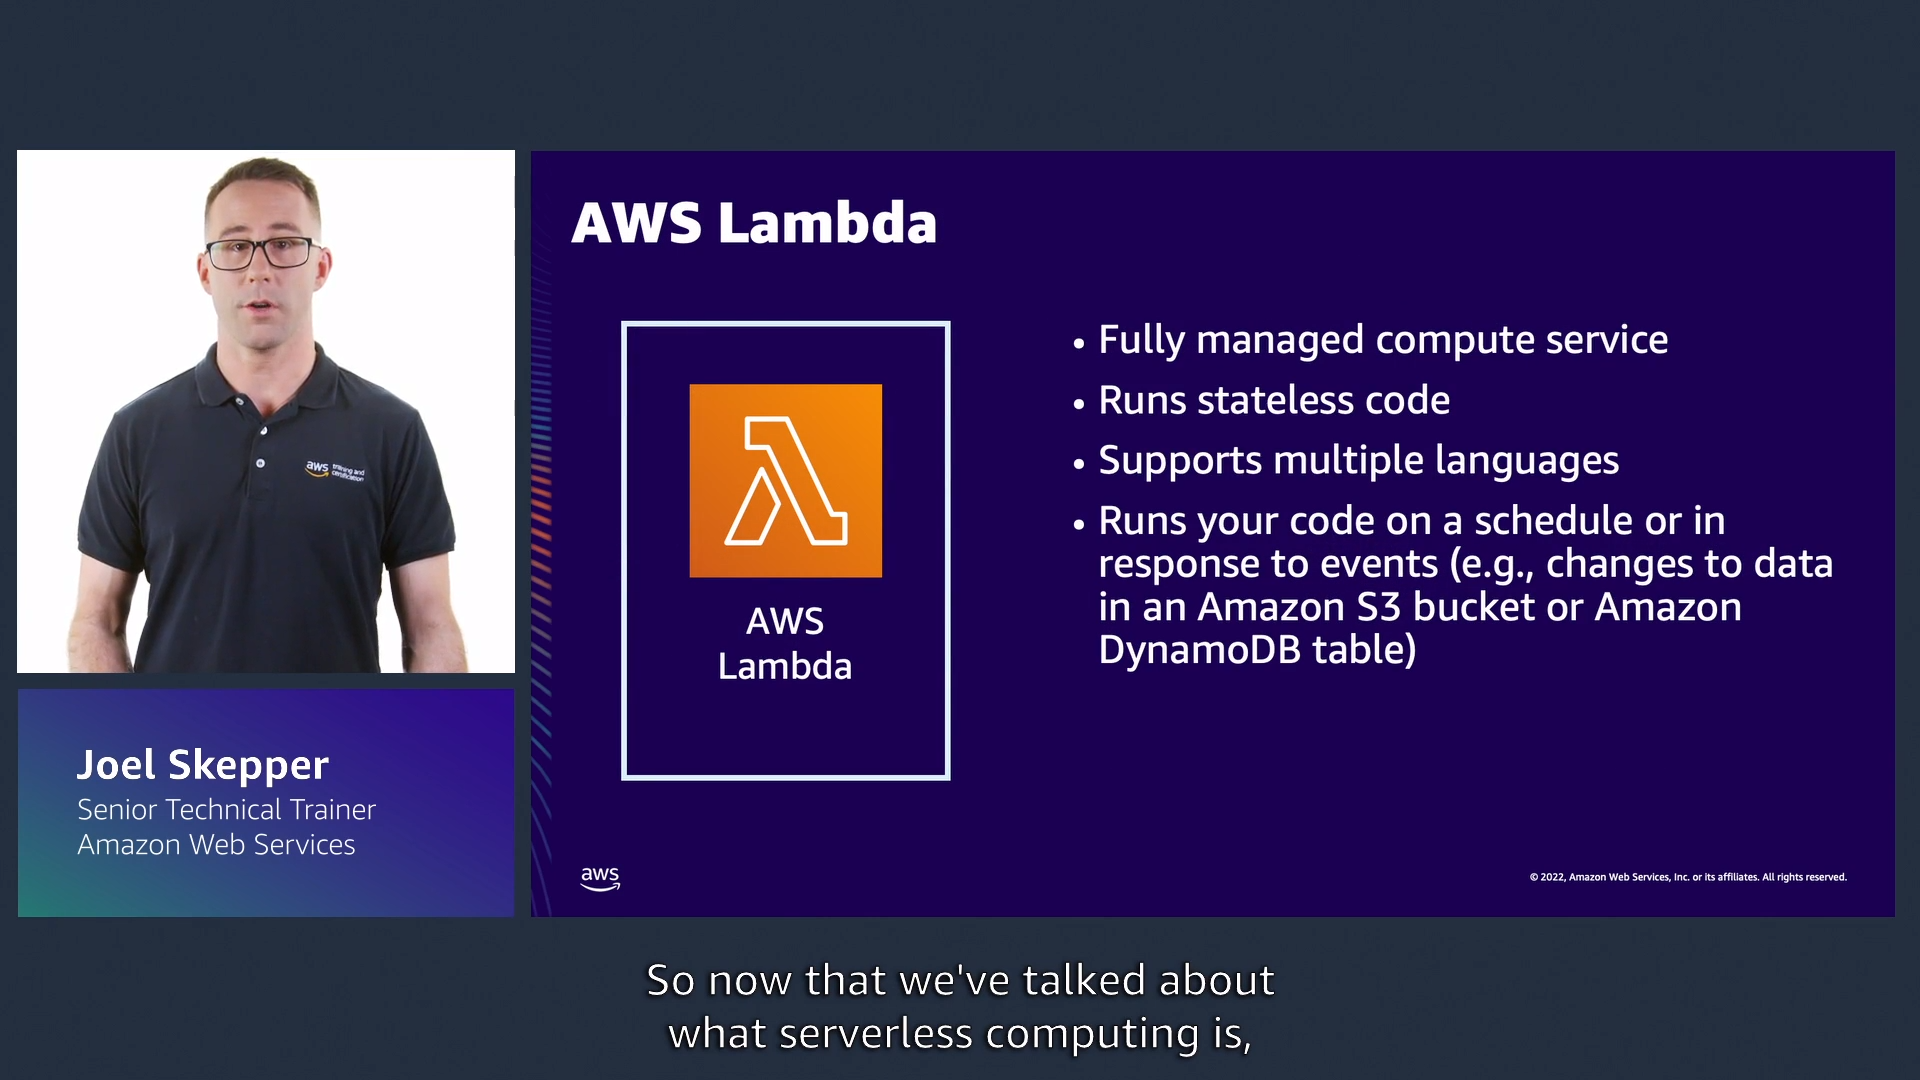 aws training and
certification
Joel Skepper
Senior Technical Trainer
Amazon Web Services
AWS Lambda
AWS
Lambda
• Fully managed compute service
• Runs stateless code
• Supports multiple languages
• Runs your code on a schedule or in
response to events (e.g., changes to data
in an Amazon S3 bucket or Amazon
DynamoDB table)
aws
© 2022, Amazon Web Services, Inc. or its affiliates. All rights reserved.
So now that we've talked about
what serverless computing is,